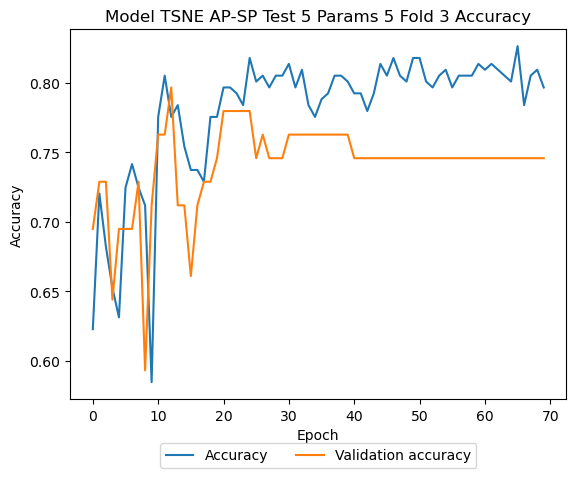 Model TSNE AP-SP Test 5 Params 5 Fold 3 Accuracy
0.80
0.75
0.70
0.65
0.60
Accuracy
0 10 20 30 40 50 60 70
Epoch
Accuracy Validation accuracy